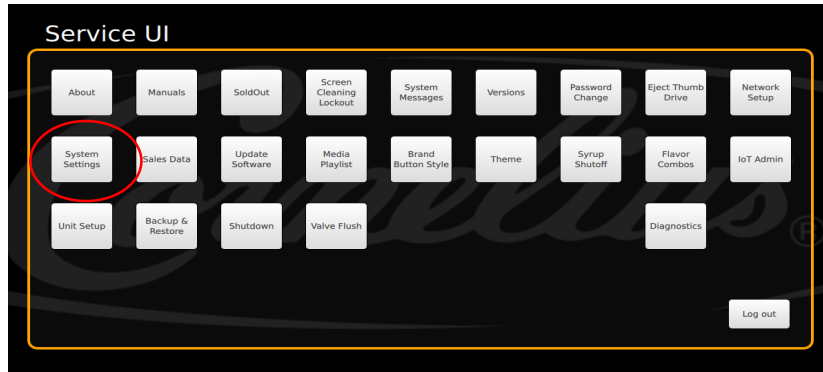 Service UI
About
Manuals
SoldOut
Screen
Cleaning
Lockout
System
Messages
Versions
Password
Change
Eject Thumb
Drive
Network
Setup
System
Settings
Sales Data
Update
Software
Media
Playlist
Brand
Button Style
Theme
Syrup
Shutoff
Flavor
Combos
IoT Admin
Unit Setup
Backup &
Restore
Shutdown
Valve Flush
Diagnostics
Cornelius®
Log out